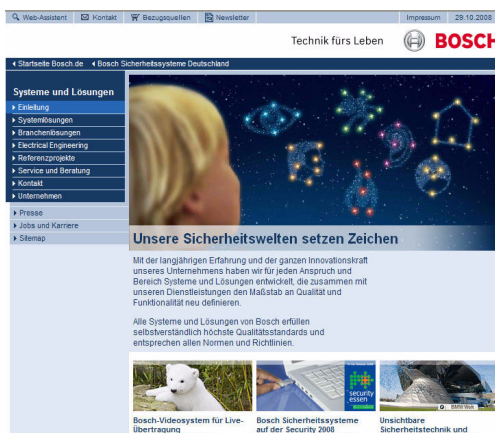 Web-Assistent Kontakt Bezugsquellen Newsletter Impressum 29.10.2008
Technik fürs Leben BOSCH
Startseite Bosch.de Bosch Sicherheitssysteme Deutschland
Systeme und Lösungen
Einleitung
Systemlösungen
Branchenlösungen
Electrical Engineering
Referenzprojekte
Service und Beratung
Kontakt
Unternehmen
Presse
Jobs und Karriere
Sitemap
Unsere Sicherheitswelten setzen Zeichen
Mit der langjährigen Erfahrung und der ganzen Innovationskraft
unseres Unternehmens haben wir für jeden Anspruch und
Bereich Systeme und Lösungen entwickelt, die zusammen mit
unseren Dienstleistungen den Maßstab an Qualität und
Funktionalität neu definieren.
Alle Systeme und Lösungen von Bosch erfüllen
selbstverständlich höchste Qualitätsstandards und
entsprechen allen Normen und Richtlinien.
security
essen
BMW Welt
Bosch-Videosystem für Live-
Übertragung
Bosch Sicherheitssysteme
auf der Security 2008
Unsichtbare
Sicherheitstechnik und